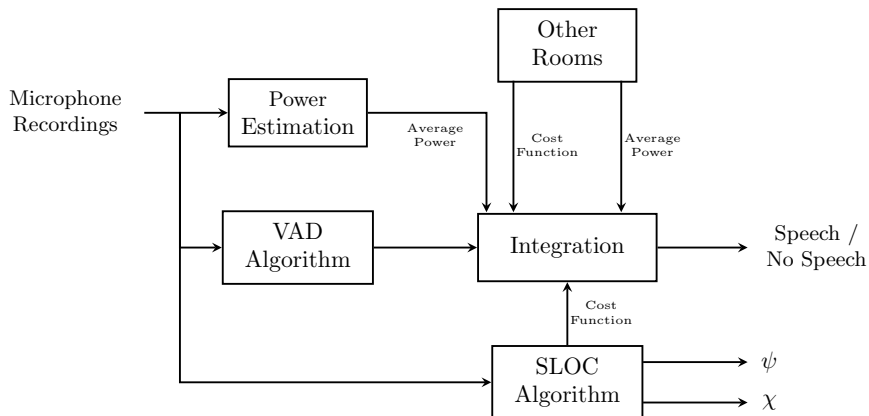 Other
Rooms
Microphone
Recordings
Power
Estimation
Average
Power
Cost
Function
Average
Power
VAD
Algorithm
Integration
Speech /
No Speech
Cost
Function
SLOC
Algorithm
ψ
χ